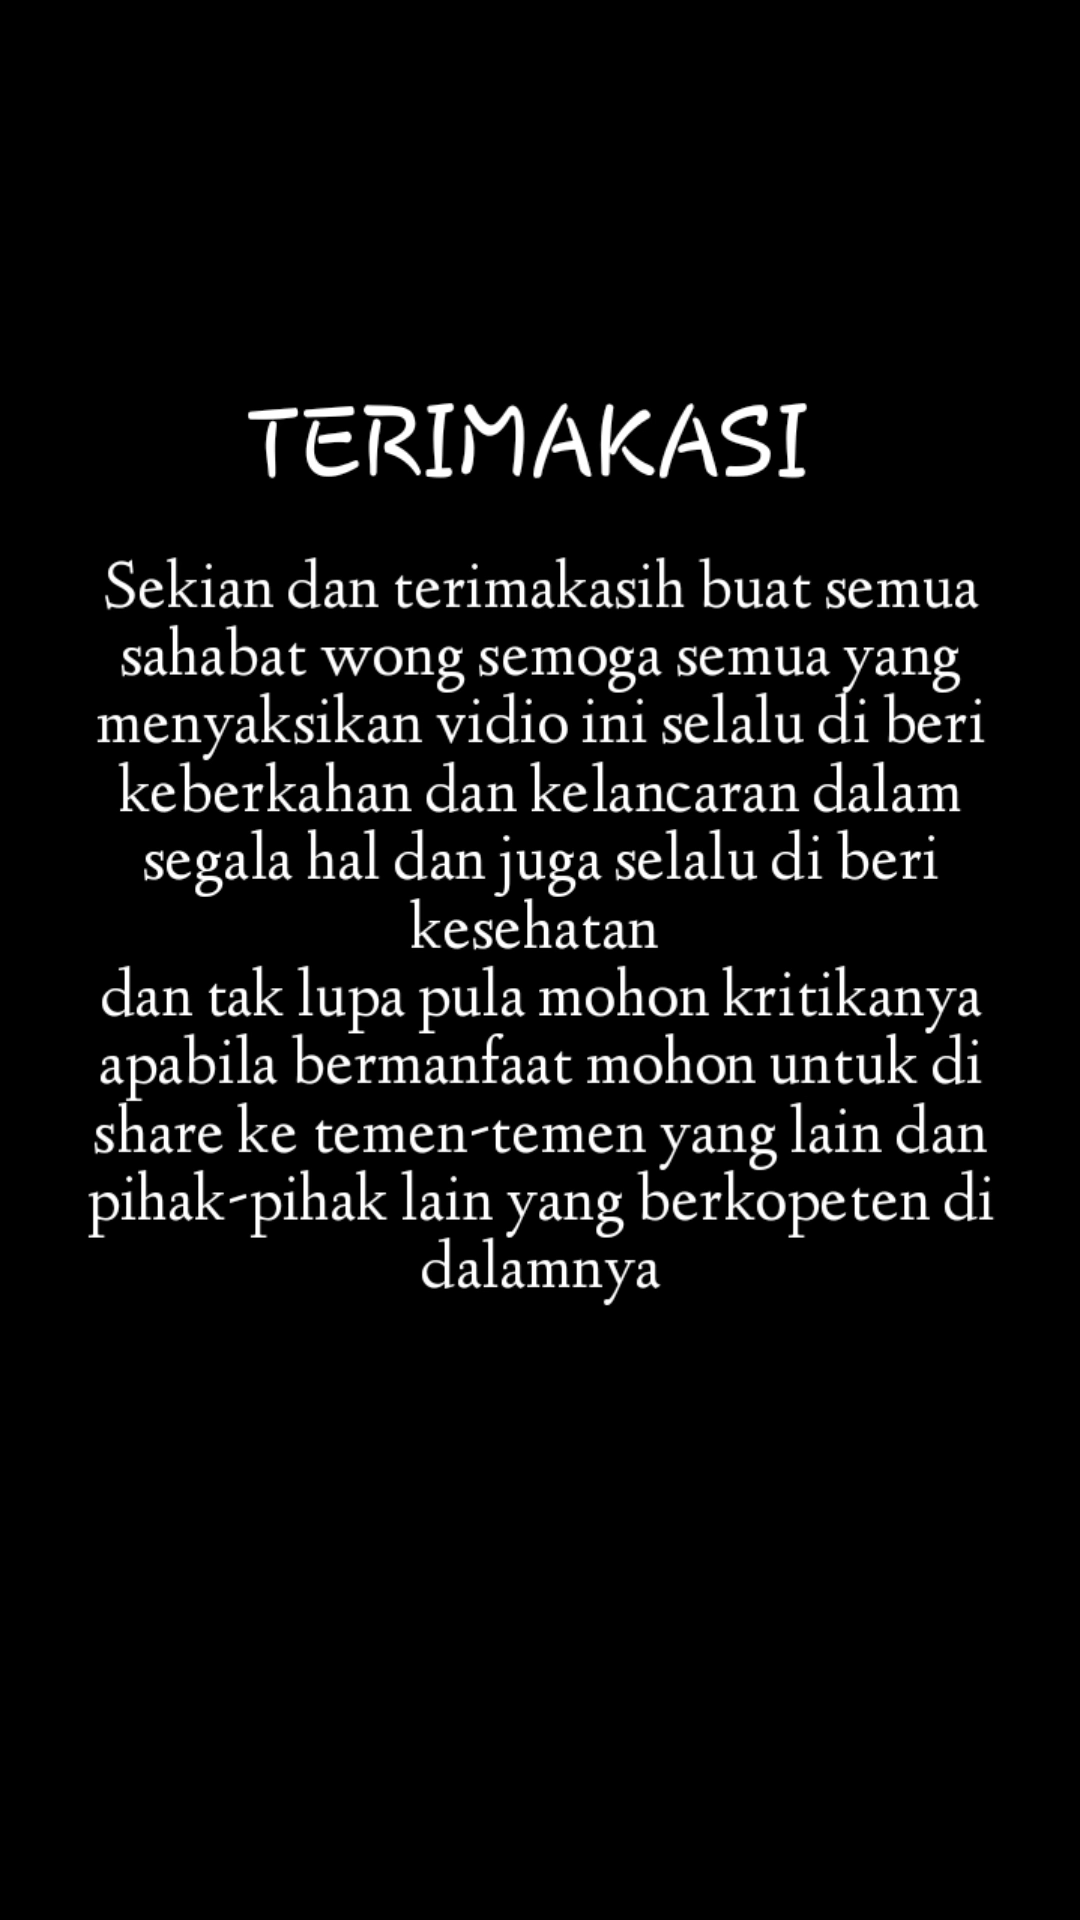 TERIMAKASI
Sekian dan terimakasih buat semua
sahabat wong semoga semua yang
menyaksikan vidio ini selalu di beri
keberkahan dan kelancaran dalam
segala hal dan juga selalu di beri
kesehatan
dan tak lupa pula mohon kritikanya
apabila bermanfaat mohon untuk di
share ke temen-temen yang lain dan
pihak-pihak lain yang berkopeten di
dalamnya